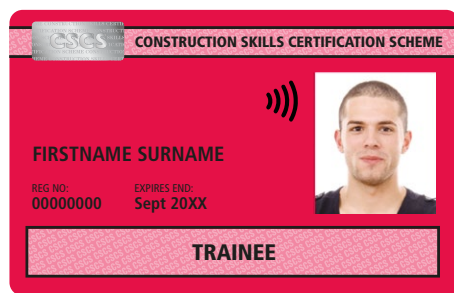 CSCS
CONSTRUCTION SKILLS CERTIFICATION SCHEME
FIRSTNAME SURNAME
REG NO:
EXPIRES END:
00000000
Sept 20XX
TRAINEE